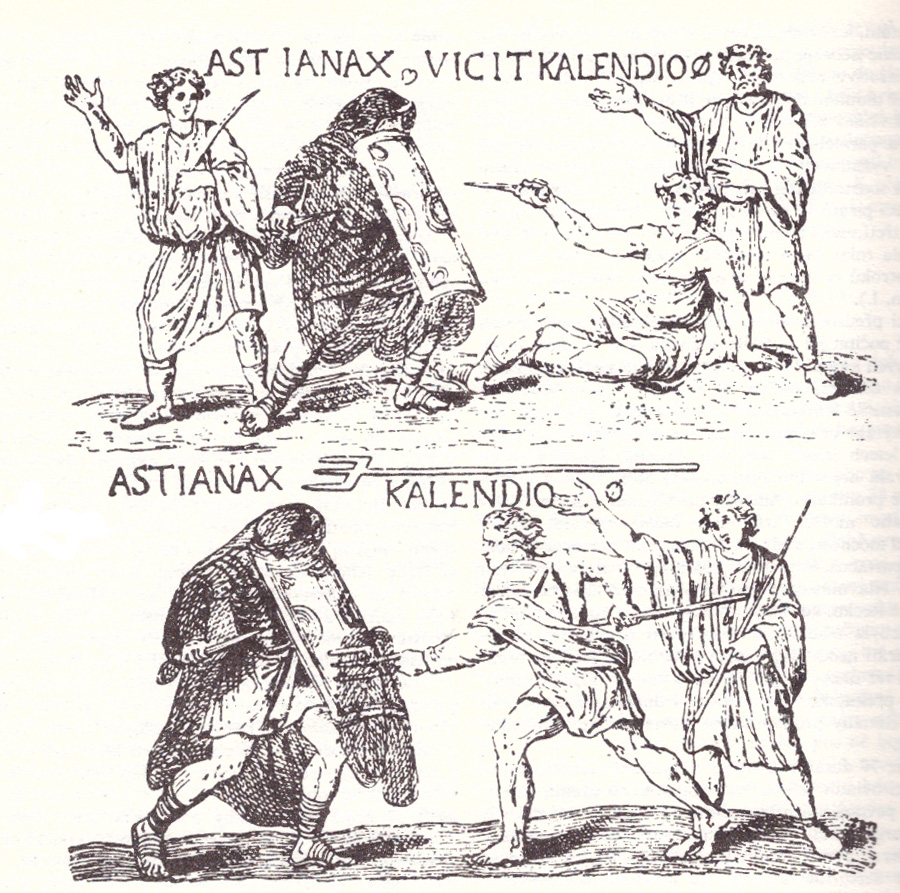 ASTIANAX VICIT KALENDIO Ø
ASTIANAX
KALENDIO Ø